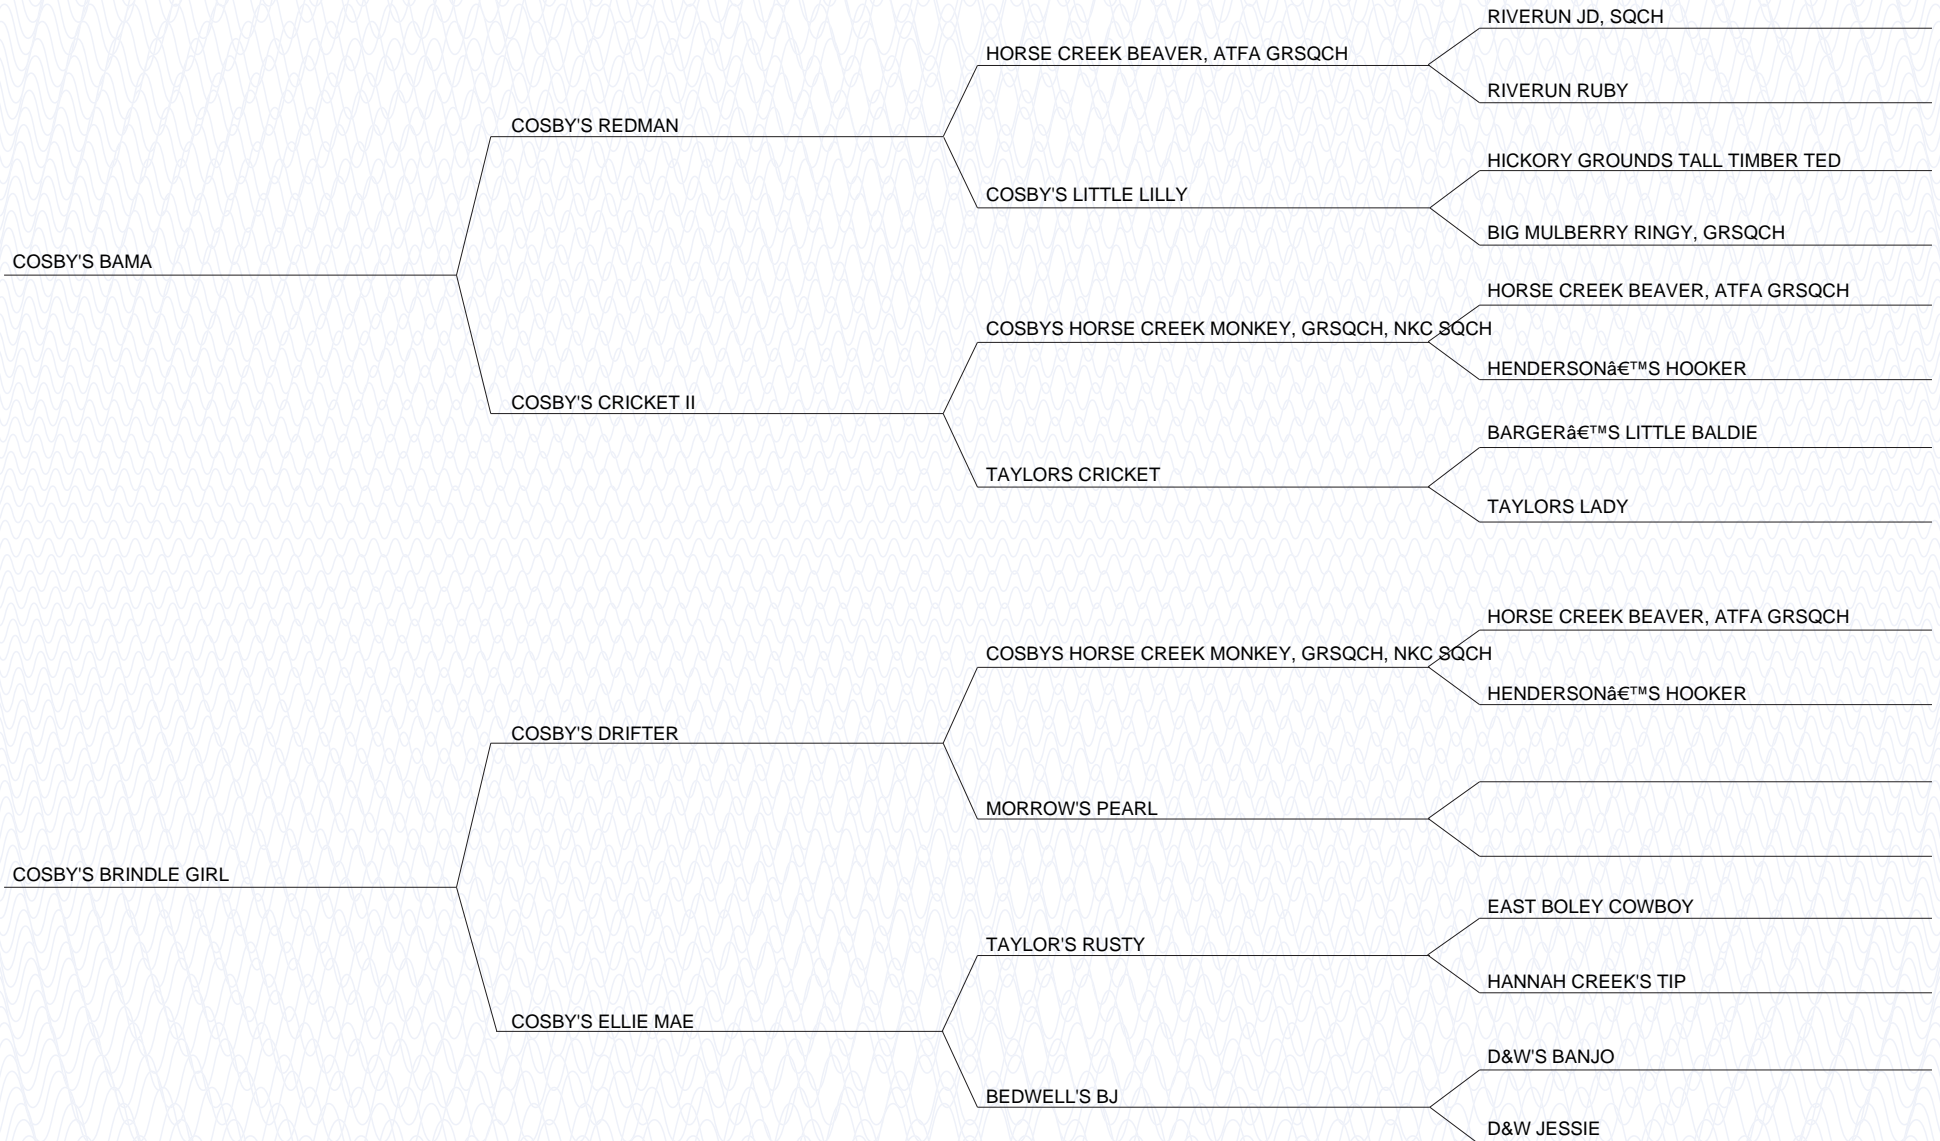 RIVERUN JD, SQCH
HORSE CREEK BEAVER, ATFA GRSQCH
RIVERUN RUBY
COSBY'S REDMAN
HICKORY GROUNDS TALL TIMBER TED
COSBY'S LITTLE LILLY
BIG MULBERRY RINGY, GRSQCH
COSBY'S BAMA
HORSE CREEK BEAVER, ATFA GRSQCH
COSBYS HORSE CREEK MONKEY, GRSQCH, NKC SQCH
HENDERSONâ€™S HOOKER
COSBY'S CRICKET II
BARGERâ€™S LITTLE BALDIE
TAYLORS CRICKET
TAYLORS LADY
HORSE CREEK BEAVER, ATFA GRSQCH
COSBYS HORSE CREEK MONKEY, GRSQCH, NKC SQCH
HENDERSONâ€™S HOOKER
COSBY'S DRIFTER
MORROW'S PEARL
COSBY'S BRINDLE GIRL
EAST BOLEY COWBOY
TAYLOR'S RUSTY
HANNAH CREEK'S TIP
COSBY'S ELLIE MAE
D&W'S BANJO
BEDWELL'S BJ
D&W JESSIE